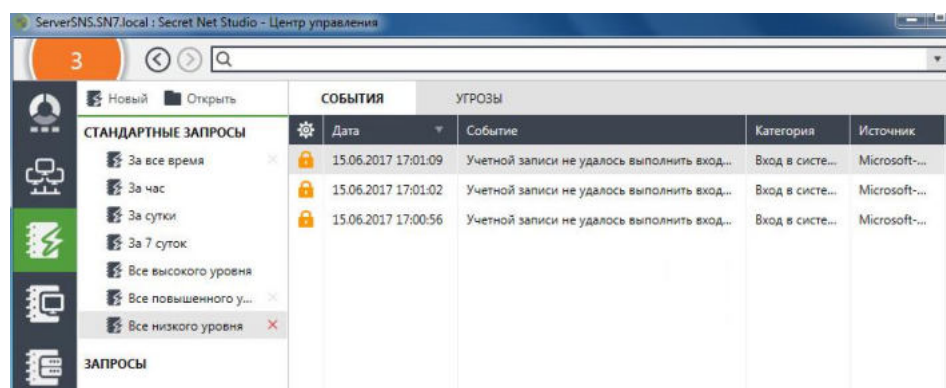 ServerSNS.SN7.local : Secret Net Studio - Центр управления
3
Новый Открыть
СОБЫТИЯ УГРОЗЫ
СТАНДАРТНЫЕ ЗАПРОСЫ
Дата Событие Категория Источник
За все время
15.06.2017 17:01:09 Учетной записи не удалось выполнить вход... Вход в систе... Microsoft-...
За час
15.06.2017 17:01:02 Учетной записи не удалось выполнить вход... Вход в систе... Microsoft-...
За сутки
15.06.2017 17:00:56 Учетной записи не удалось выполнить вход... Вход в систе... Microsoft-...
За 7 суток
Все высокого уровня
Все повышенного у...
Все низкого уровня
ЗАПРОСЫ